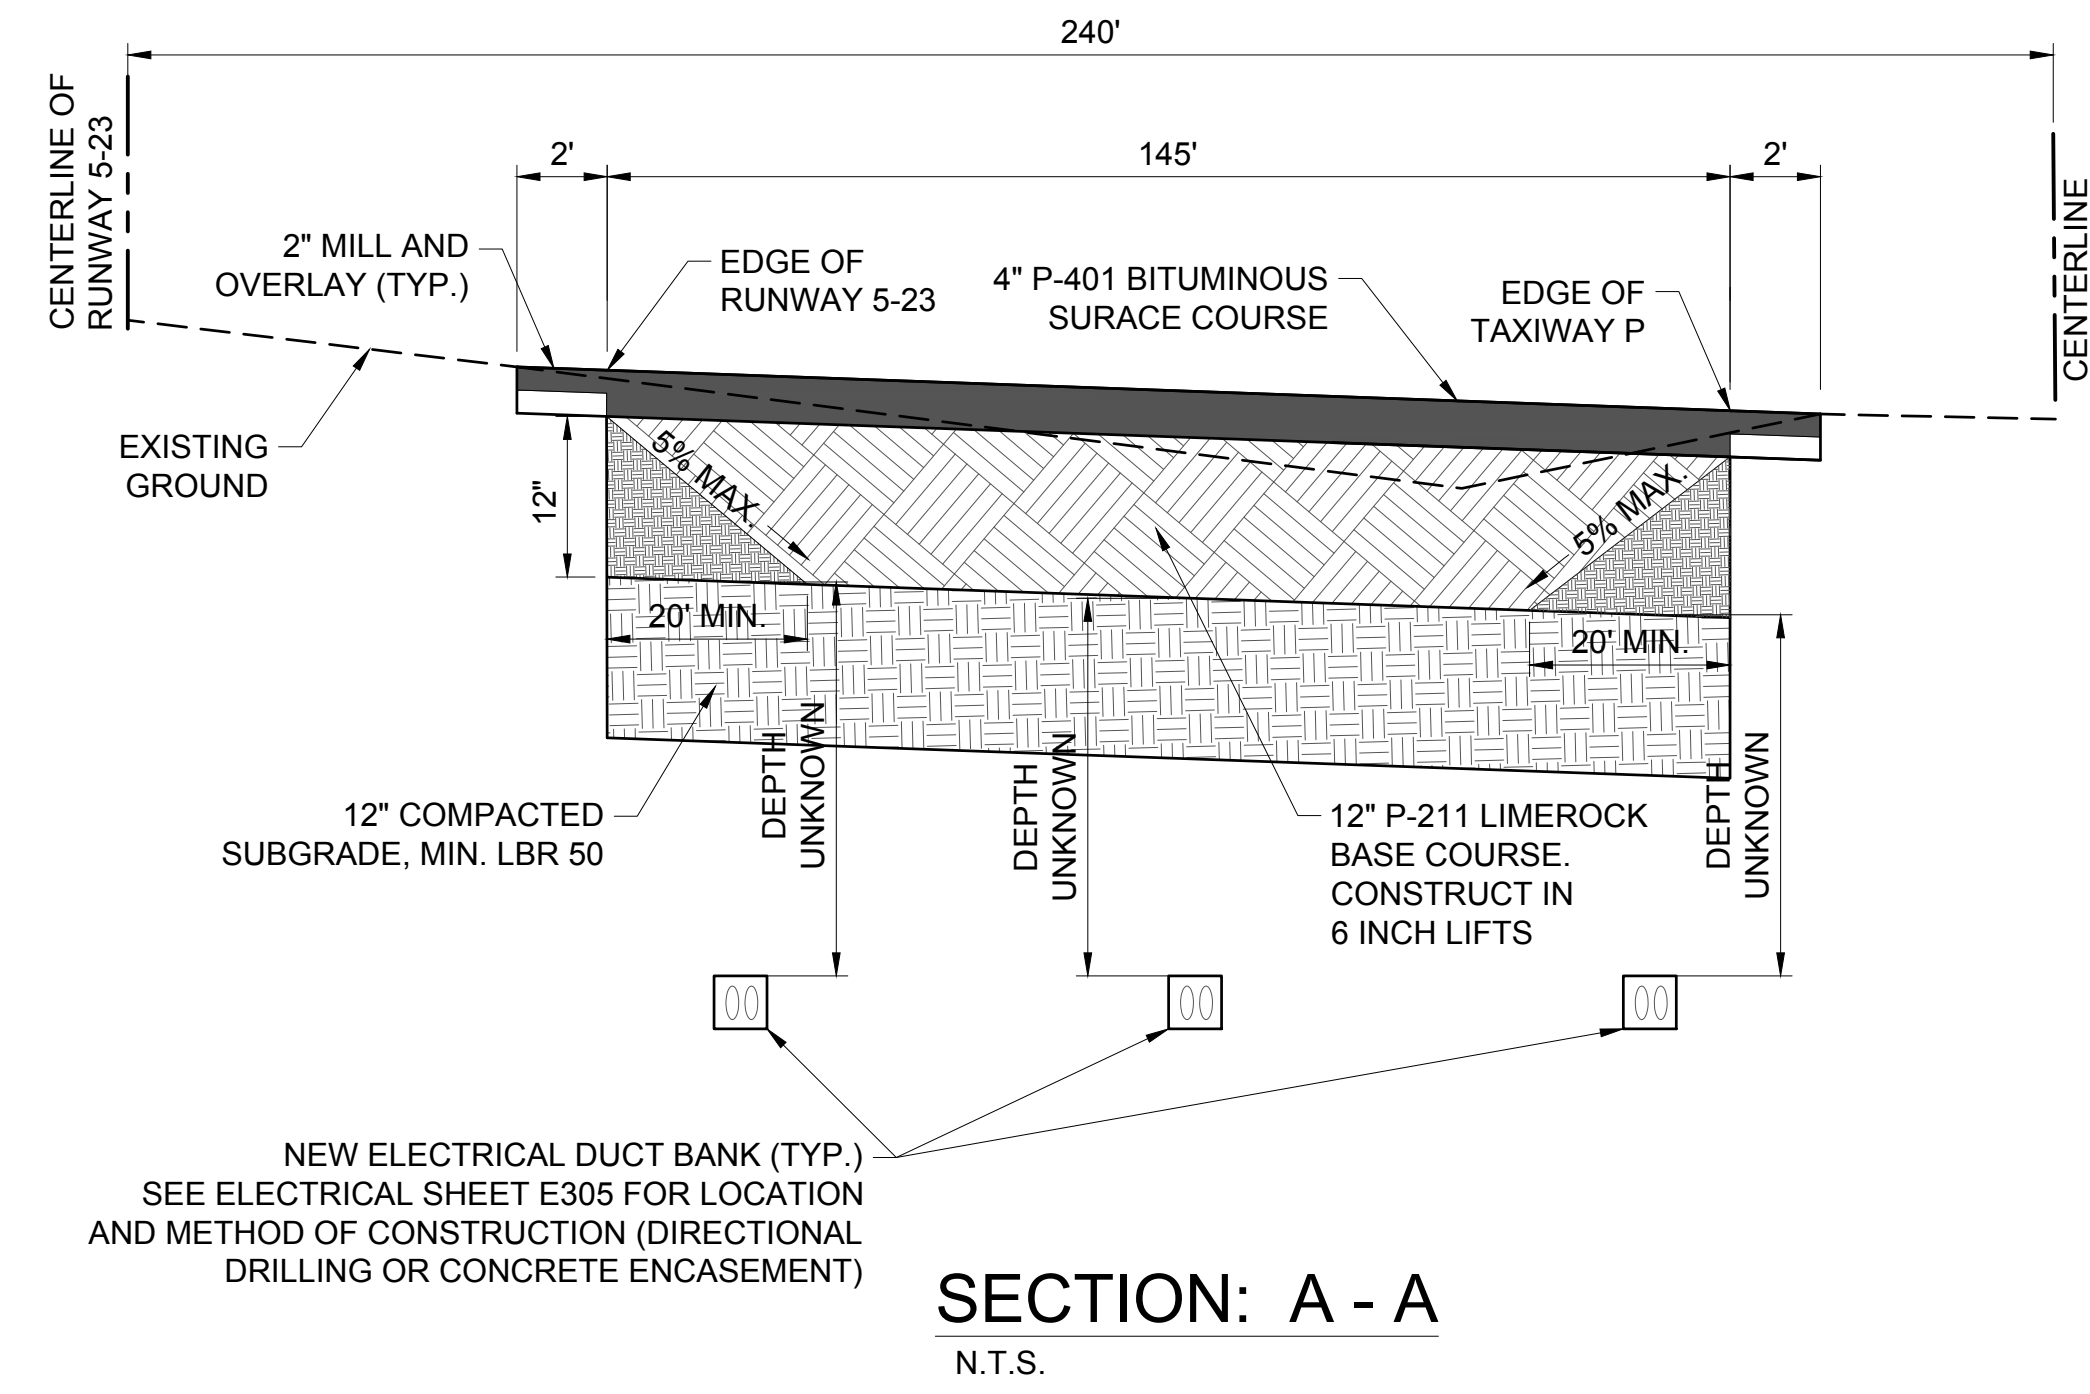 240'
CENTERLINE OF
RUNWAY 5-23
2'
145'
2'
CENTERLINE
2" MILL AND
OVERLAY (TYP.)
EDGE OF
RUNWAY 5-23
4" P-401 BITUMINOUS
SURACE COURSE
EDGE OF
TAXIWAY P
EXISTING
GROUND
12"
5% MAX.
5% MAX.
20' MIN.
20' MIN.
12" COMPACTED
SUBGRADE, MIN. LBR 50
DEPTH
UNKNOWN
DEPTH
UNKNOWN
12" P-211 LIMEROCK
BASE COURSE.
CONSTRUCT IN
6 INCH LIFTS
DEPTH
UNKNOWN
NEW ELECTRICAL DUCT BANK (TYP.)
SEE ELECTRICAL SHEET E305 FOR LOCATION
AND METHOD OF CONSTRUCTION (DIRECTIONAL
DRILLING OR CONCRETE ENCASEMENT)
SECTION: A - A
N.T.S.